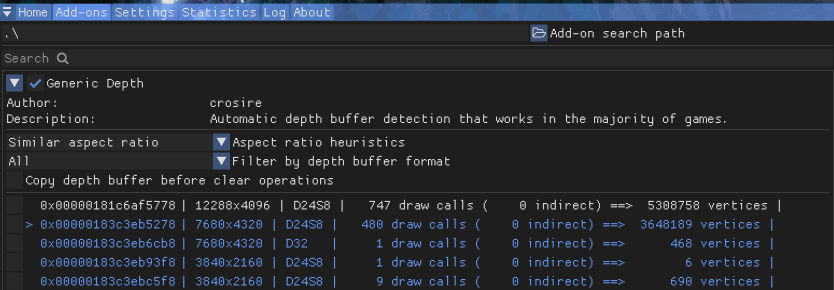 Home Add-ons Settings Statistics Log About
.\ Add-on search path
Search
Generic Depth
Author: crosire
Description: Automatic depth buffer detection that works in the majority of games.
Similar aspect ratio Aspect ratio heuristics
All Filter by depth buffer format
Copy depth buffer before clear operations
0x00000181c6af5778 | 12288x4096 | D24S8 | 747 draw calls ( 0 indirect) ==> 5308758 vertices |
> 0x00000183c3eb5278 | 7680x4320 | D24S8 | 480 draw calls ( 0 indirect) ==> 3648189 vertices |
0x00000183c3eb6cb8 | 7680x4320 | D32 | 1 draw calls ( 0 indirect) ==> 468 vertices |
0x00000183c3eb93f8 | 3840x2160 | D24S8 | 1 draw calls ( 0 indirect) ==> 6 vertices |
0x00000183c3ebc5f8 | 3840x2160 | D24S8 | 9 draw calls ( 0 indirect) ==> 690 vertices |